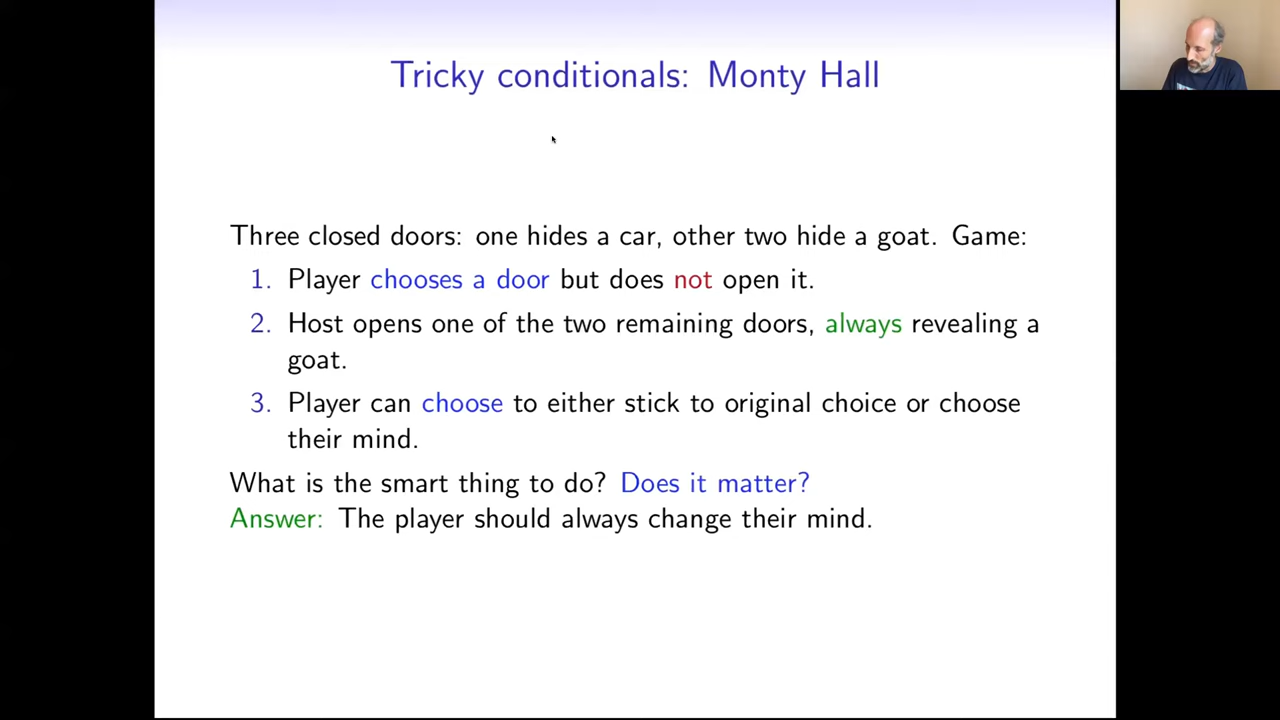 Tricky conditionals: Monty Hall
Three closed doors: one hides a car, other two hide a goat. Game:
1. Player chooses a door but does not open it.
2. Host opens one of the two remaining doors, always revealing a
goat.
3. Player can choose to either stick to original choice or choose
their mind.
What is the smart thing to do? Does it matter?
Answer: The player should always change their mind.